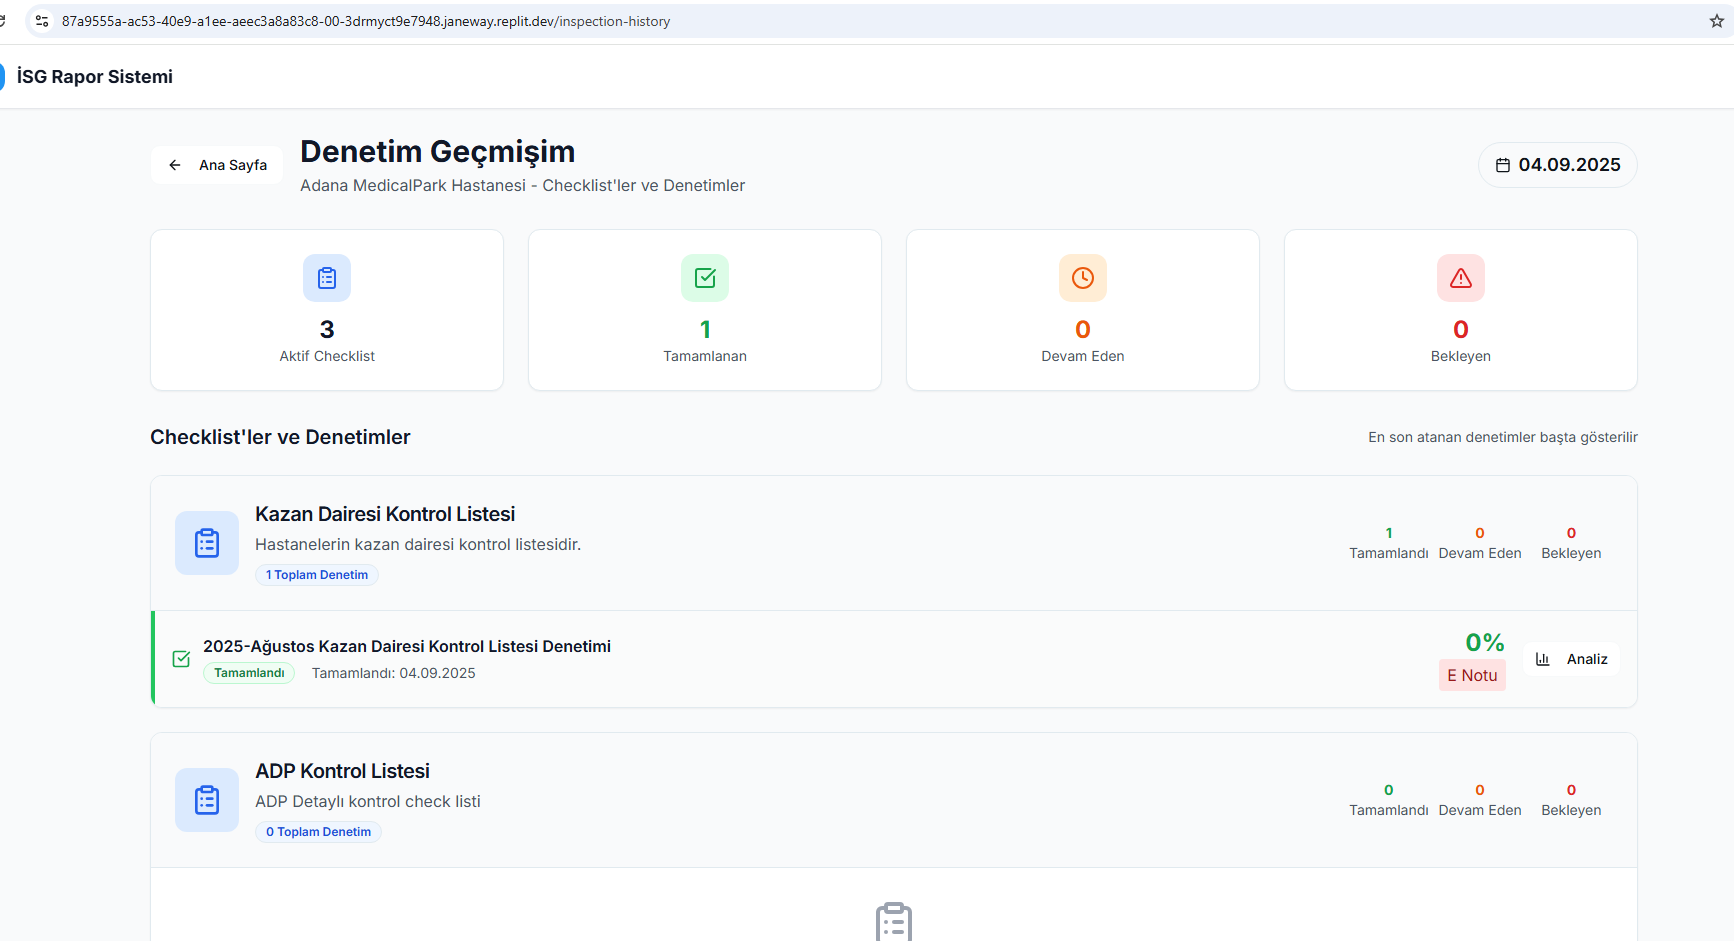 87a9555a-ac53-40e9-a1ee-aeec3a8a83c8-00-3drmyct9e7948.janeway.replit.dev/inspection-history
İSG Rapor Sistemi
Ana Sayfa
Denetim Geçmişim
Adana MedicalPark Hastanesi - Checklist'ler ve Denetimler
04.09.2025
3
Aktif Checklist
1
Tamamlanan
0
Devam Eden
0
Bekleyen
Checklist'ler ve Denetimler
En son atanan denetimler başta gösterilir
Kazan Dairesi Kontrol Listesi
Hastanelerin kazan dairesi kontrol listesidir.
1 Toplam Denetim
1 0 0
Tamamlandı Devam Eden Bekleyen
2025-Ağustos Kazan Dairesi Kontrol Listesi Denetimi
Tamamlandı Tamamlandı: 04.09.2025
0%
E Notu
Analiz
ADP Kontrol Listesi
ADP Detaylı kontrol check listi
0 Toplam Denetim
0 0 0
Tamamlandı Devam Eden Bekleyen